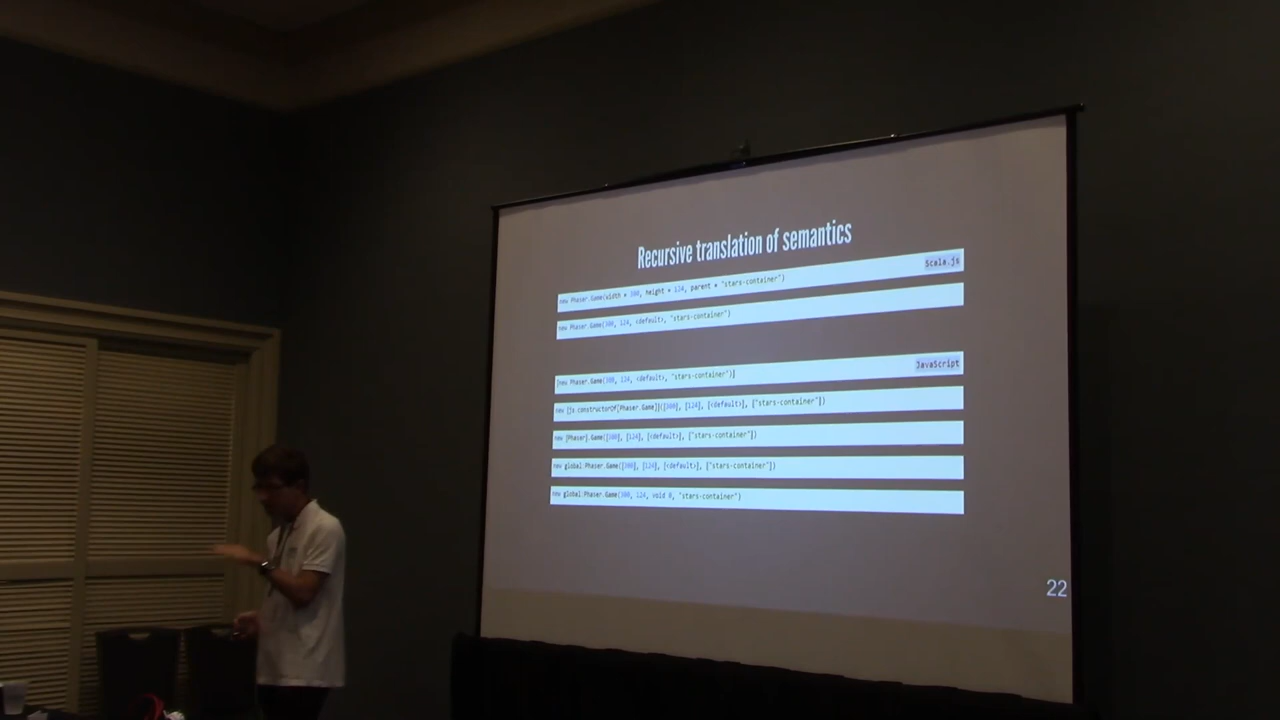 Recursive translation of semantics
Scala.js
new Phaser.Game(width = 300, height = 124, parent = "stars-container")
new Phaser.Game(300, 124, <default>, "stars-container")
JavaScript
[new Phaser.Game(300, 124, <default>, "stars-container")]
new [js.constructorOf[Phaser.Game]]([300], [124], [<default>], ["stars-container"])
new [Phaser].Game([300], [124], [<default>], ["stars-container"])
new global.Phaser.Game([300], [124], [<default>], ["stars-container"])
new global.Phaser.Game(300, 124, void 0, "stars-container")
22